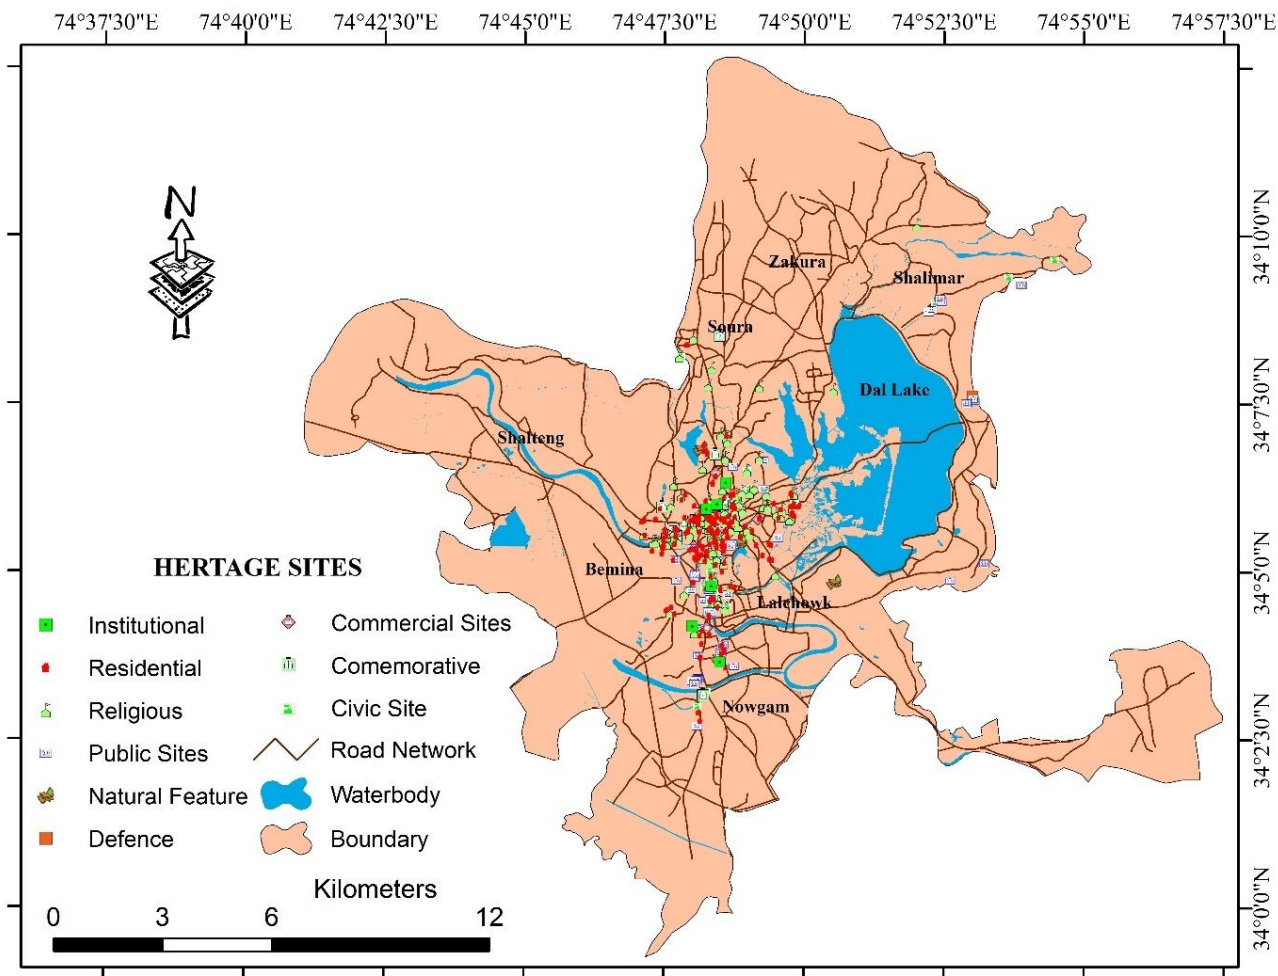 74°37'30"E 74°40'0"E 74°42'30"E 74°45'0"E 74°47'30"E 74°50'0"E 74°52'30"E 74°55'0"E 74°57'30"E
N
34°10'0"N
34°7'30"N
34°5'0"N
34°2'30"N
34°0'0"N
Zakura
Shalimar
Soura
Dal Lake
Shalteng
Bemina
Lalchowk
Nowgam
HERTAGE SITES
Institutional
Residential
Religious
Public Sites
Natural Feature
Defence
Commercial Sites
Comemorative
Civic Site
Road Network
Waterbody
Boundary
Kilometers
0 3 6 12